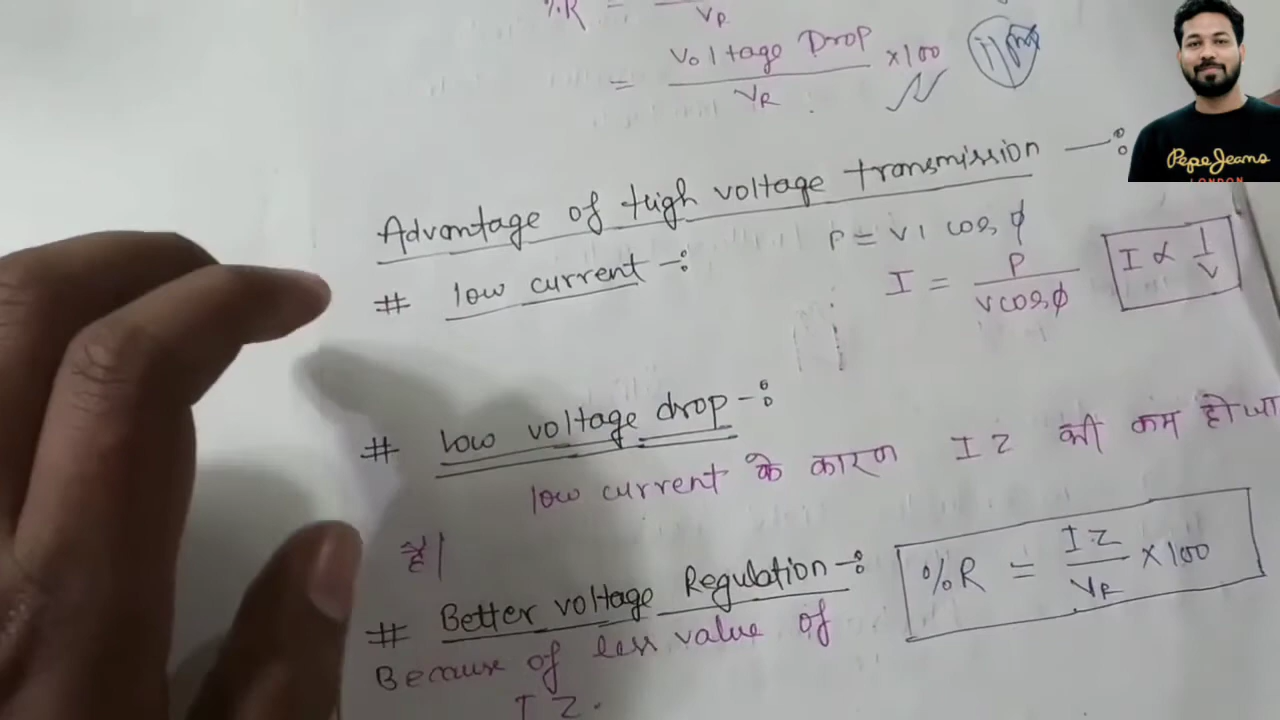 %R =
VR
= Voltage Drop / VR ×100
Advantage of High voltage transmission —:
# low current -:
P = VI cosϕ
I = P / Vcosϕ
I ∝ 1 / V
# Low voltage drop -:
low current के कारण IZ भी कम होता
है|
# Better voltage Regulation -:
%R = IZ / VR ×100
Because of less value of
IZ.
Pepe Jeans
LONDON